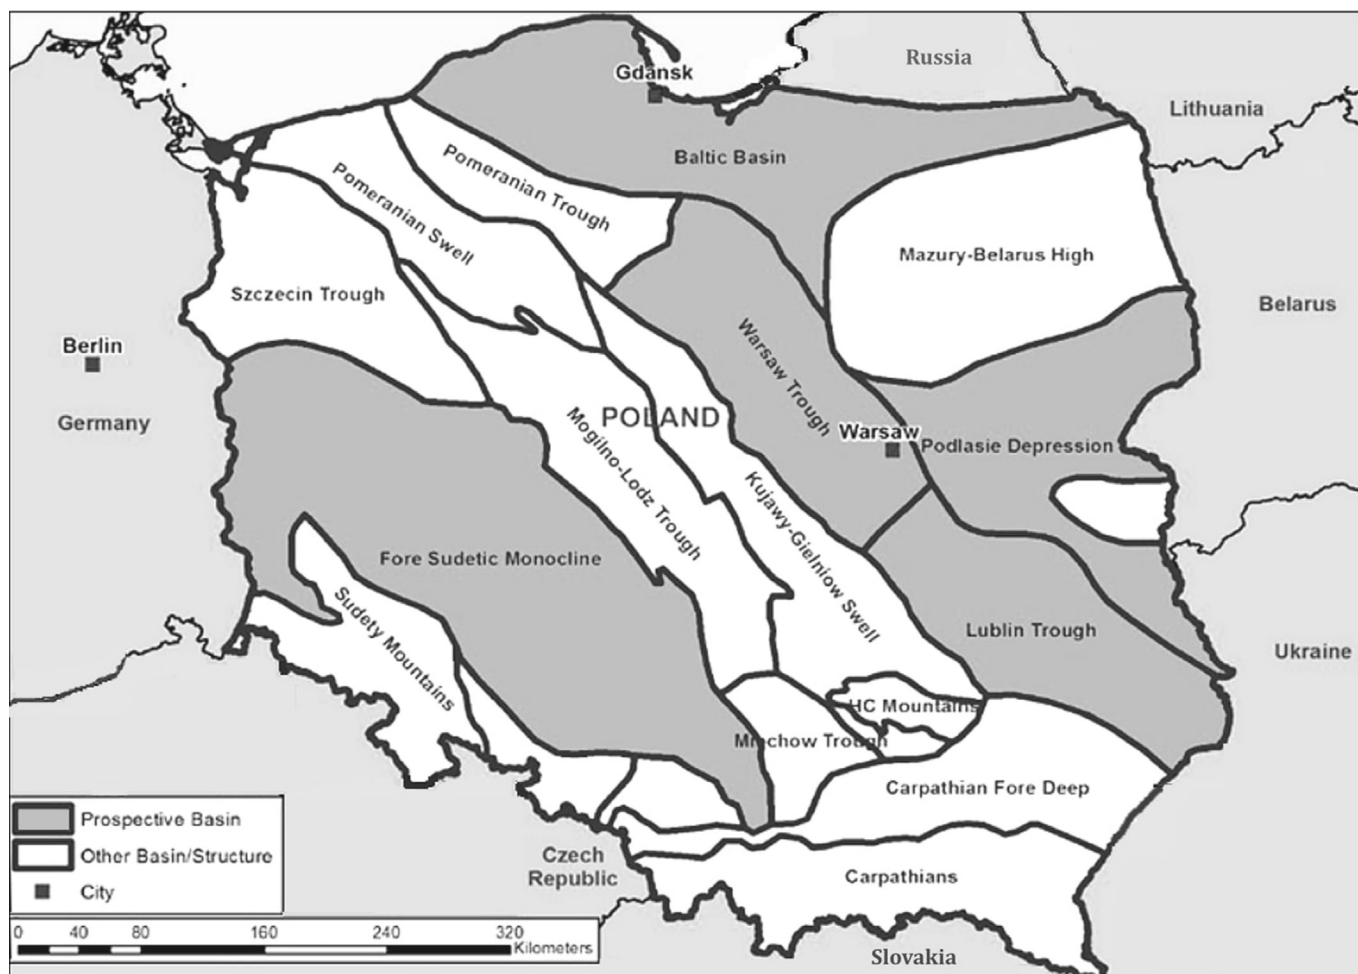 Russia
Gdansk
Lithuania
Baltic Basin
Pomeranian Trough
Pomeranian Swell
Mazury-Belarus High
Szczecin Trough
Belarus
Berlin
Warsaw Trough
Germany
POLAND
Warsaw
Podlasie Depression
Mogilno-Lodz Trough
Kujawy-Gielniow Swell
Fore Sudetic Monocline
Sudety Mountains
Lublin Trough
Ukraine
HC Mountains
Miechow Trough
Carpathian Fore Deep
Prospective Basin
Other Basin/Structure
City
Czech
Republic
Carpathians
0 40 80 160 240 320
Kilometers
Slovakia